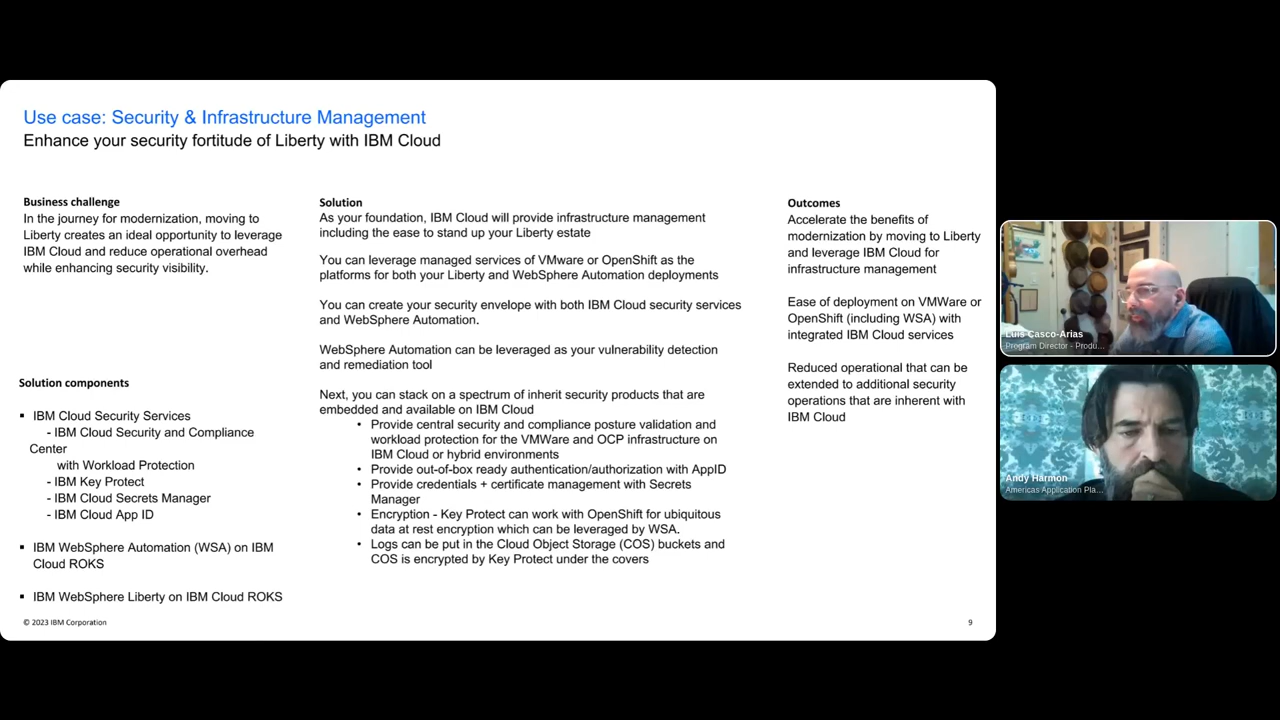 Use case: Security & Infrastructure Management
Enhance your security fortitude of Liberty with IBM Cloud
Business challenge
In the journey for modernization, moving to
Liberty creates an ideal opportunity to leverage
IBM Cloud and reduce operational overhead
while enhancing security visibility.
Solution components
▪ IBM Cloud Security Services
- IBM Cloud Security and Compliance
Center
with Workload Protection
- IBM Key Protect
- IBM Cloud Secrets Manager
- IBM Cloud App ID
▪ IBM WebSphere Automation (WSA) on IBM
Cloud ROKS
▪ IBM WebSphere Liberty on IBM Cloud ROKS
Solution
As your foundation, IBM Cloud will provide infrastructure management
including the ease to stand up your Liberty estate
You can leverage managed services of VMware or OpenShift as the
platforms for both your Liberty and WebSphere Automation deployments
You can create your security envelope with both IBM Cloud security services
and WebSphere Automation.
WebSphere Automation can be leveraged as your vulnerability detection
and remediation tool
Next, you can stack on a spectrum of inherit security products that are
embedded and available on IBM Cloud
• Provide central security and compliance posture validation and
workload protection for the VMWare and OCP infrastructure on
IBM Cloud or hybrid environments
• Provide out-of-box ready authentication/authorization with AppID
• Provide credentials + certificate management with Secrets
Manager
• Encryption - Key Protect can work with OpenShift for ubiquitous
data at rest encryption which can be leveraged by WSA.
• Logs can be put in the Cloud Object Storage (COS) buckets and
COS is encrypted by Key Protect under the covers
Outcomes
Accelerate the benefits of
modernization by moving to Liberty
and leverage IBM Cloud for
infrastructure management
Ease of deployment on VMWare or
OpenShift (including WSA) with
integrated IBM Cloud services
Reduced operational that can be
extended to additional security
operations that are inherent with
IBM Cloud
© 2023 IBM Corporation
9
Luis Casco-Arias
Program Director - Produ...
Andy Harmon
Americas Application Pla...